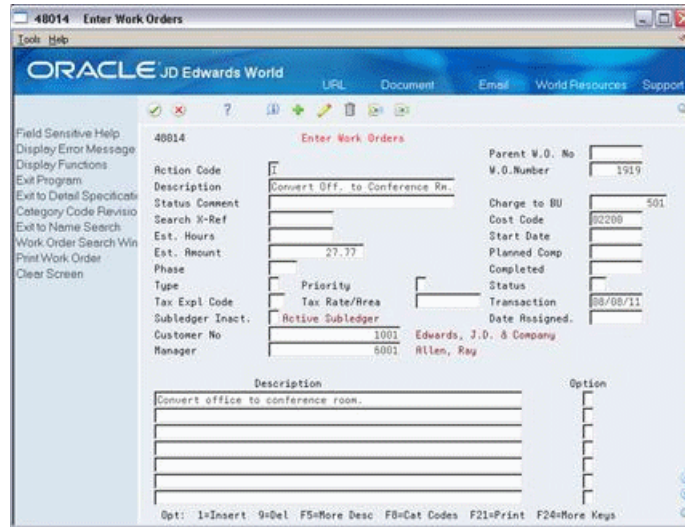 48014 Enter Work Orders
Tools Help
ORACLE JD Edwards World
URL Document Email World Resources Support
Field Sensitive Help
Display Error Message
Display Functions
Exit Program
Exit to Detail Specificati
Category Code Revisio
Exit to Name Search
Work Order Search Win
Print Work Order
Clear Screen
48014 Enter Work Orders
Parent W.O. No
Action Code I W.O.Number 1919
Description Convert Off. to Conference Rm.
Status Comment Charge to BU 501
Search X-Ref Cost Code 02200
Est. Hours Start Date
Est. Amount 27.77 Planned Comp
Phase Completed
Type Priority Status
Tax Expl Code Tax Rate/Area Transaction 08/08/11
Subledger Inact. Active Subledger Date Assigned.
Customer No 1001 Edwards, J.D. & Company
Manager 6001 Allen, Ray
Description Option
Convert office to conference room.
Opt: 1=Insert 9=Del F5=More Desc F8=Cat Codes F21=Print F24=More Keys